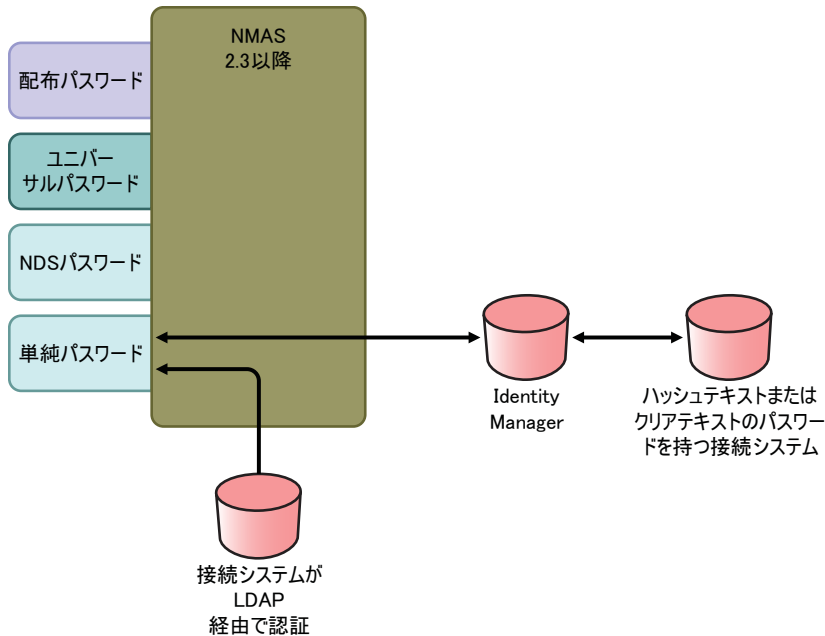 NMAS
2.3以降
配布パスワード
ユニバー
サルパスワード
NDSパスワード
単純パスワード
Identity
Manager
ハッシュテキストまたは
クリアテキストのパスワー
ドを持つ接続システム
接続システムが
LDAP
経由で認証